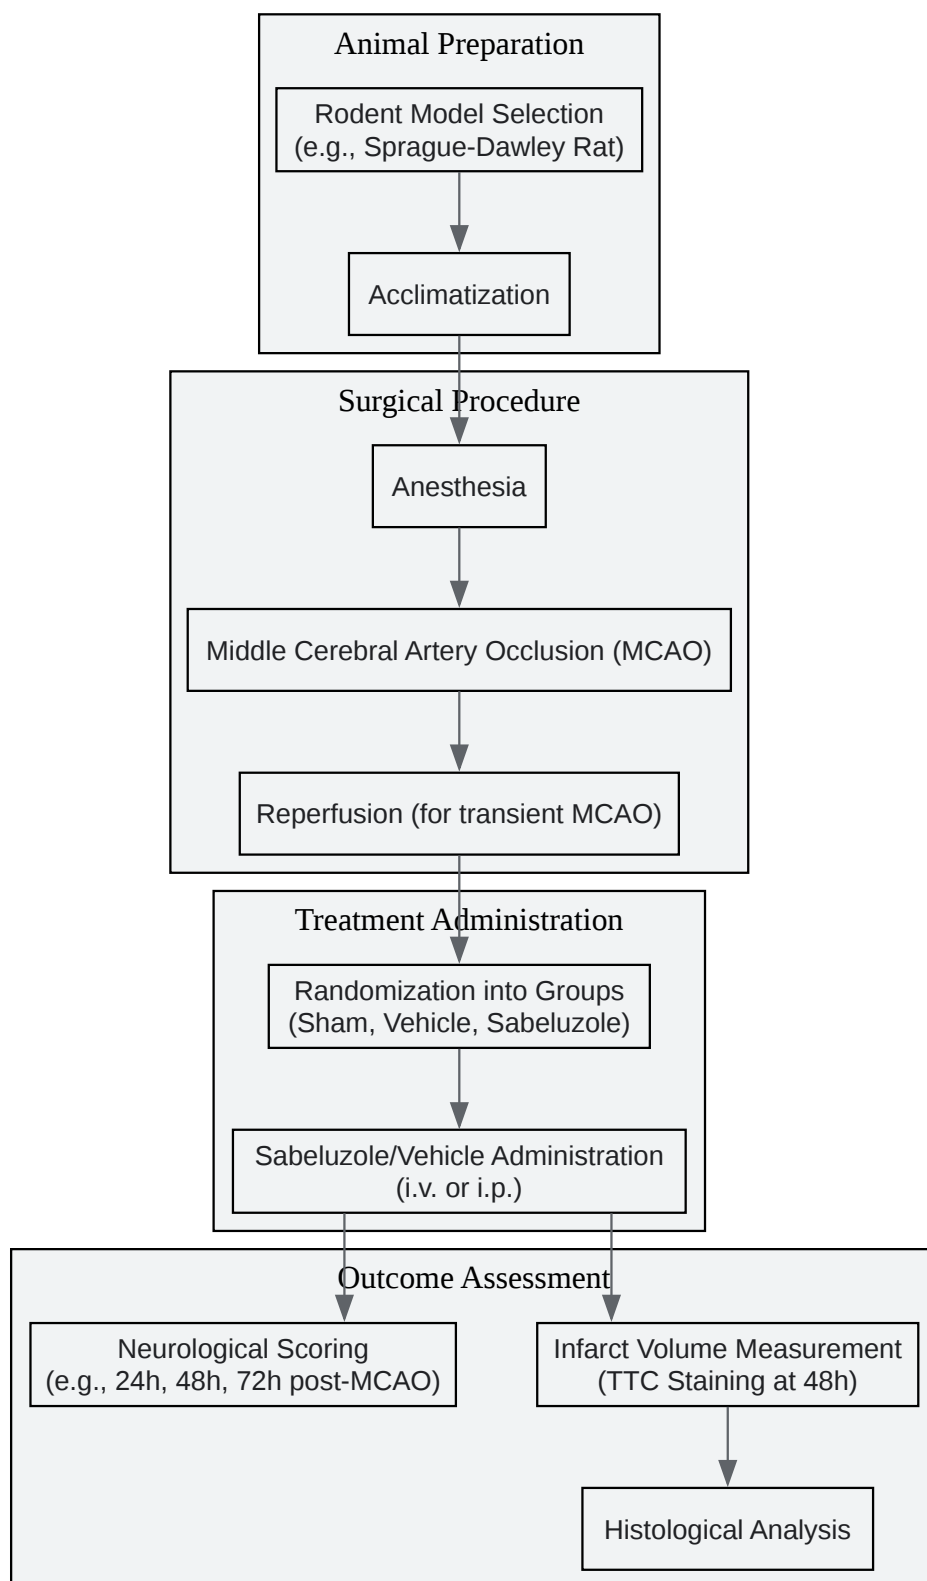 Animal Preparation
Rodent Model Selection
(e.g., Sprague-Dawley Rat)
Acclimatization
Surgical Procedure
Anesthesia
Middle Cerebral Artery Occlusion (MCAO)
Reperfusion (for transient MCAO)
Treatment Administration
Randomization into Groups
(Sham, Vehicle, Sabeluzole)
Sabeluzole/Vehicle Administration
(i.v. or i.p.)
Outcome Assessment
Neurological Scoring
(e.g., 24h, 48h, 72h post-MCAO)
Infarct Volume Measurement
(TTC Staining at 48h)
Histological Analysis